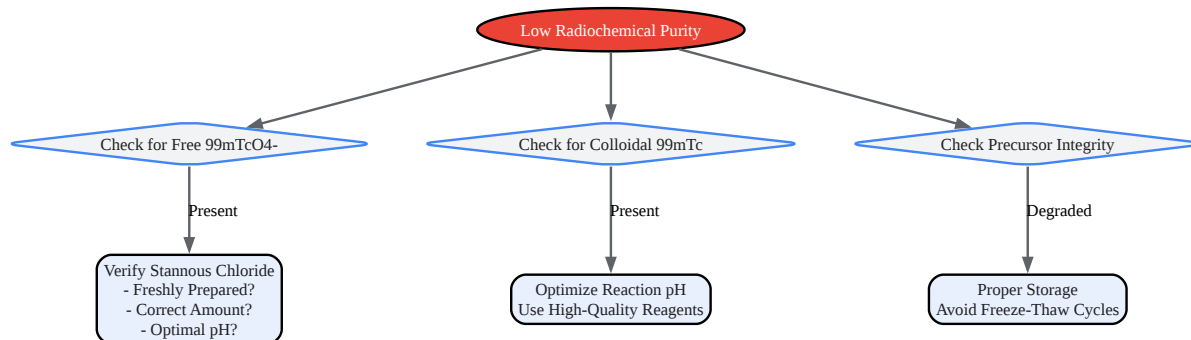 Low Radiochemical Purity
Check for Free 99mTcO4-
Check for Colloidal 99mTc
Check Precursor Integrity
Present
Present
Degraded
Verify Stannous Chloride
- Freshly Prepared?
- Correct Amount?
- Optimal pH?
Optimize Reaction pH
Use High-Quality Reagents
Proper Storage
Avoid Freeze-Thaw Cycles